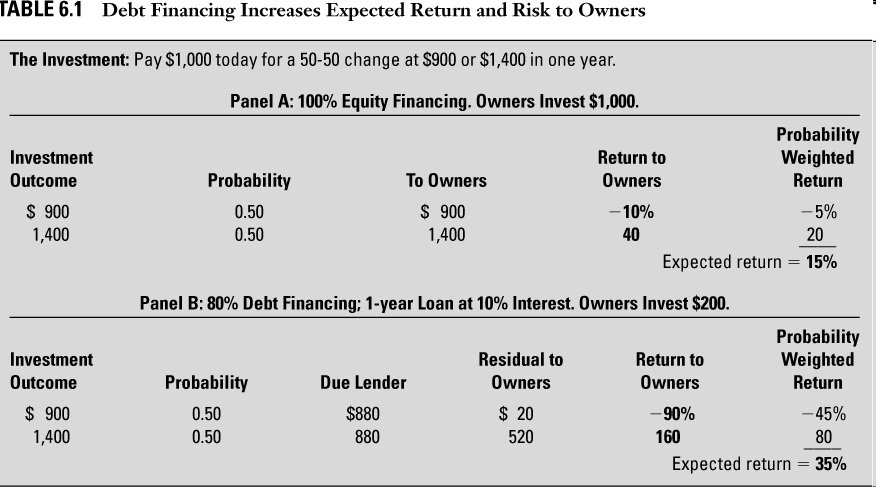 TABLE 6.1 Debt Financing Increases Expected Return and Risk to Owners
The Investment: Pay $1,000 today for a 50-50 change at $900 or $1,400 in one year.
Panel A: 100% Equity Financing. Owners Invest $1,000.
Probability
Investment Return to Weighted
Outcome Probability To Owners Owners Return
$ 900 0.50 $ 900 −10% −5%
1,400 0.50 1,400 40 20
Expected return = 15%
Panel B: 80% Debt Financing; 1-year Loan at 10% Interest. Owners Invest $200.
Probability
Investment Residual to Return to Weighted
Outcome Probability Due Lender Owners Owners Return
$ 900 0.50 $880 $ 20 −90% −45%
1,400 0.50 880 520 160 80
Expected return = 35%